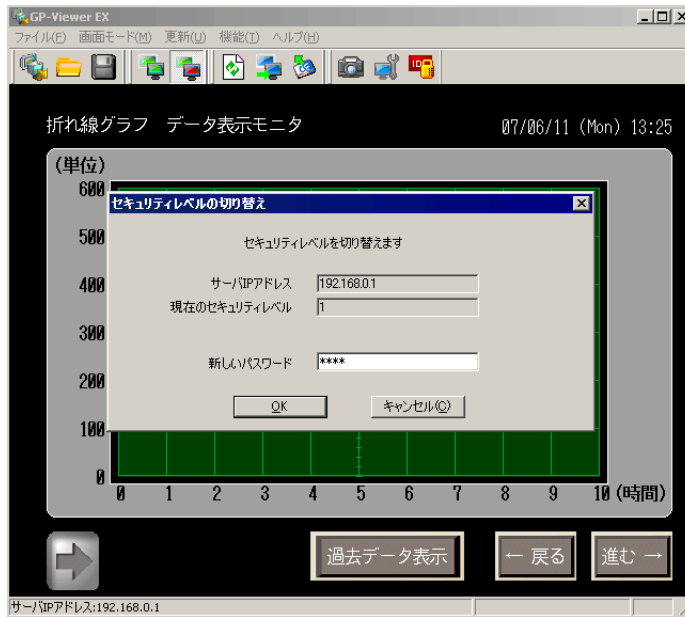 GP-Viewer EX
ファイル(F) 画面モード(M) 更新(U) 機能(I) ヘルプ(H)
折れ線グラフ データ表示モニタ 07/06/11 (Mon) 13:25
(単位)
600
セキュリティレベルの切り替え
500
セキュリティレベルを切り替えます
400
サーバIPアドレス 192.168.0.1
現在のセキュリティレベル 1
300
新しいパスワード ****
200
OK キャンセル(C)
100
0
0 1 2 3 4 5 6 7 8 9 10 (時間)
過去データ表示 ← 戻る 進む →
サーバIPアドレス:192.168.0.1